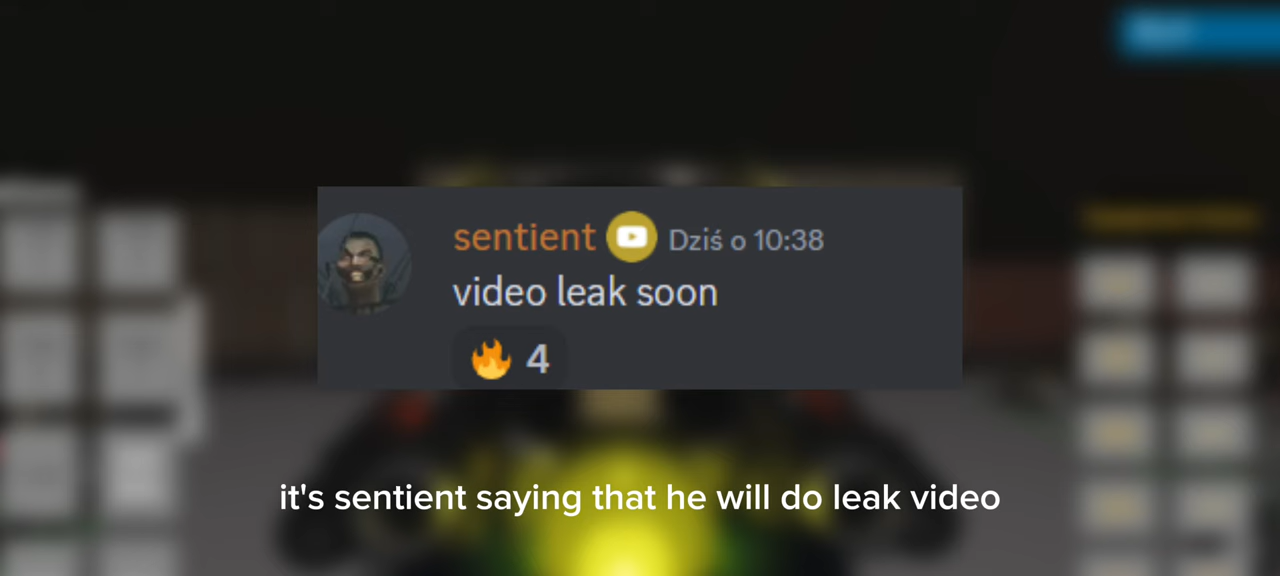 sentient Dziś o 10:38
video leak soon
🔥 4
it's sentient saying that he will do leak video